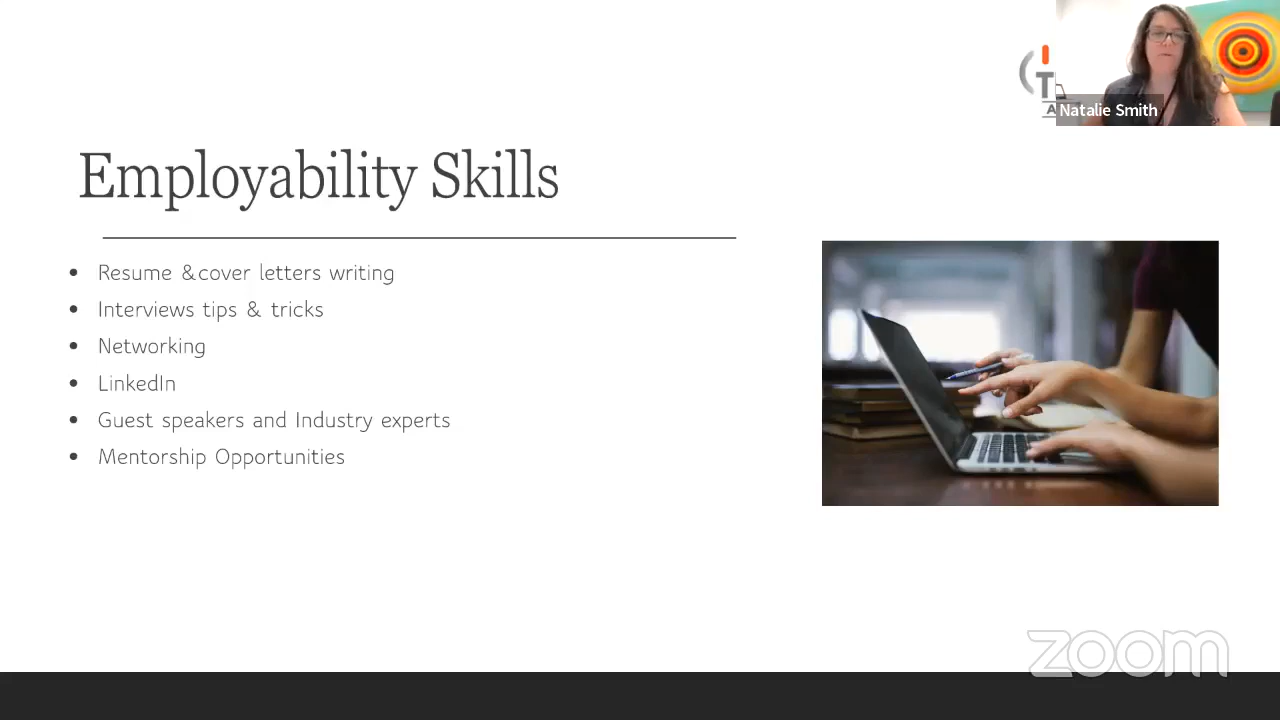 T
A
Natalie Smith
Employability Skills
• Resume &cover letters writing
• Interviews tips & tricks
• Networking
• LinkedIn
• Guest speakers and Industry experts
• Mentorship Opportunities
zoom